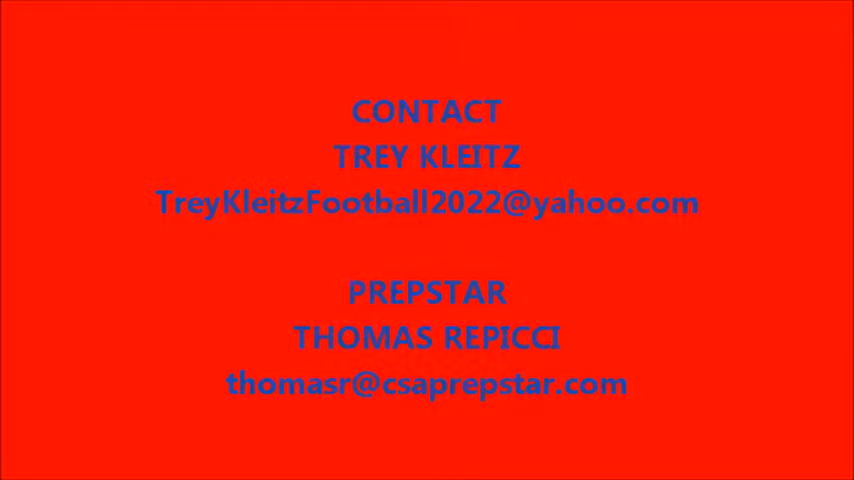 CONTACT
TREY KLEITZ
TreyKleitzFootball2022@yahoo.com
PREPSTAR
THOMAS REPICCI
thomasr@csaprepstar.com